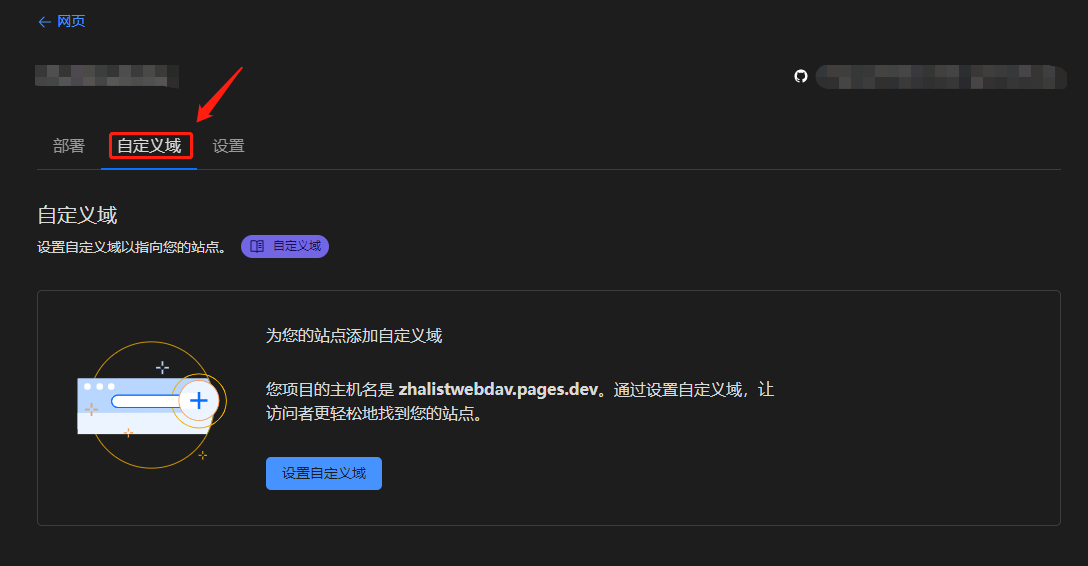 网页
部署
自定义域
设置
自定义域
设置自定义域以指向您的站点。
自定义域
为您的站点添加自定义域
您项目的主机名是 zhalistwebdav.pages.dev。通过设置自定义域，让
访问者更轻松地找到您的站点。
设置自定义域